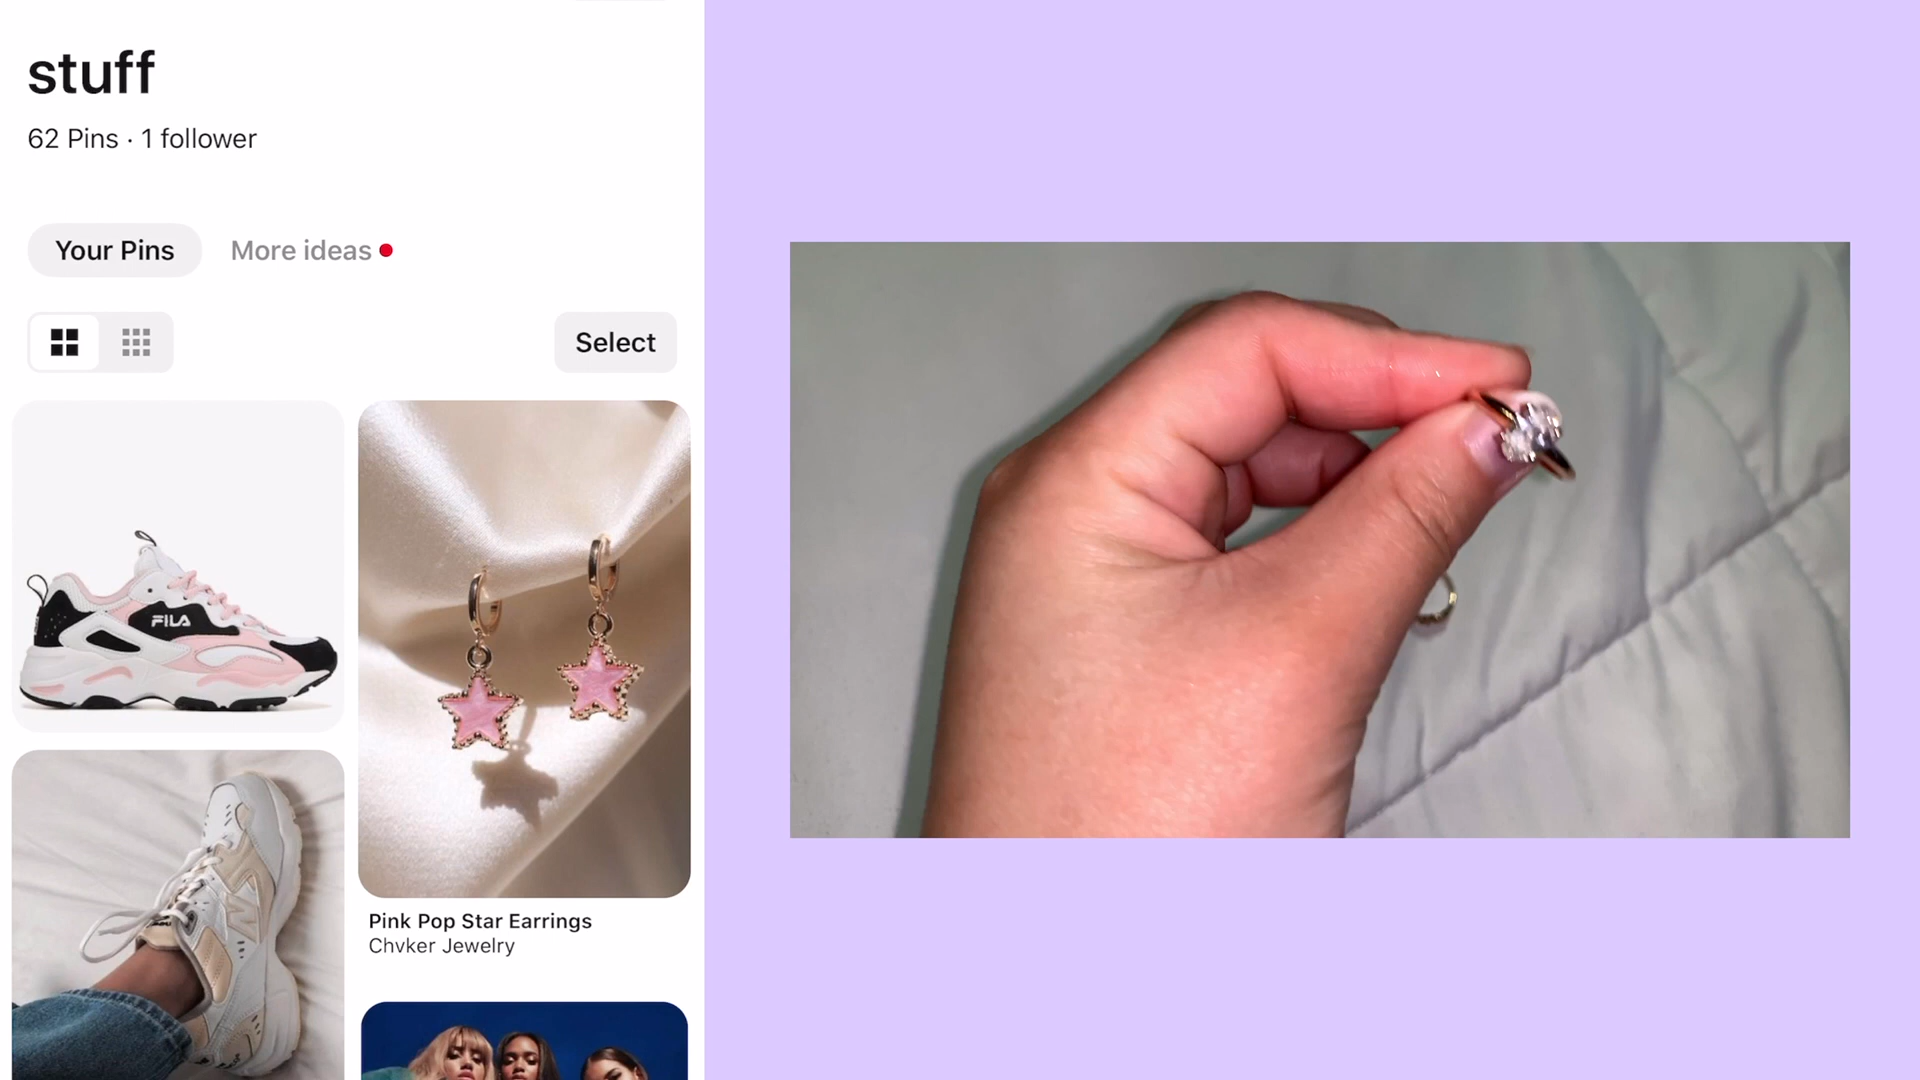 stuff
62 Pins · 1 follower
Your Pins
More ideas
Select
FILA
Pink Pop Star Earrings
Chvker Jewelry